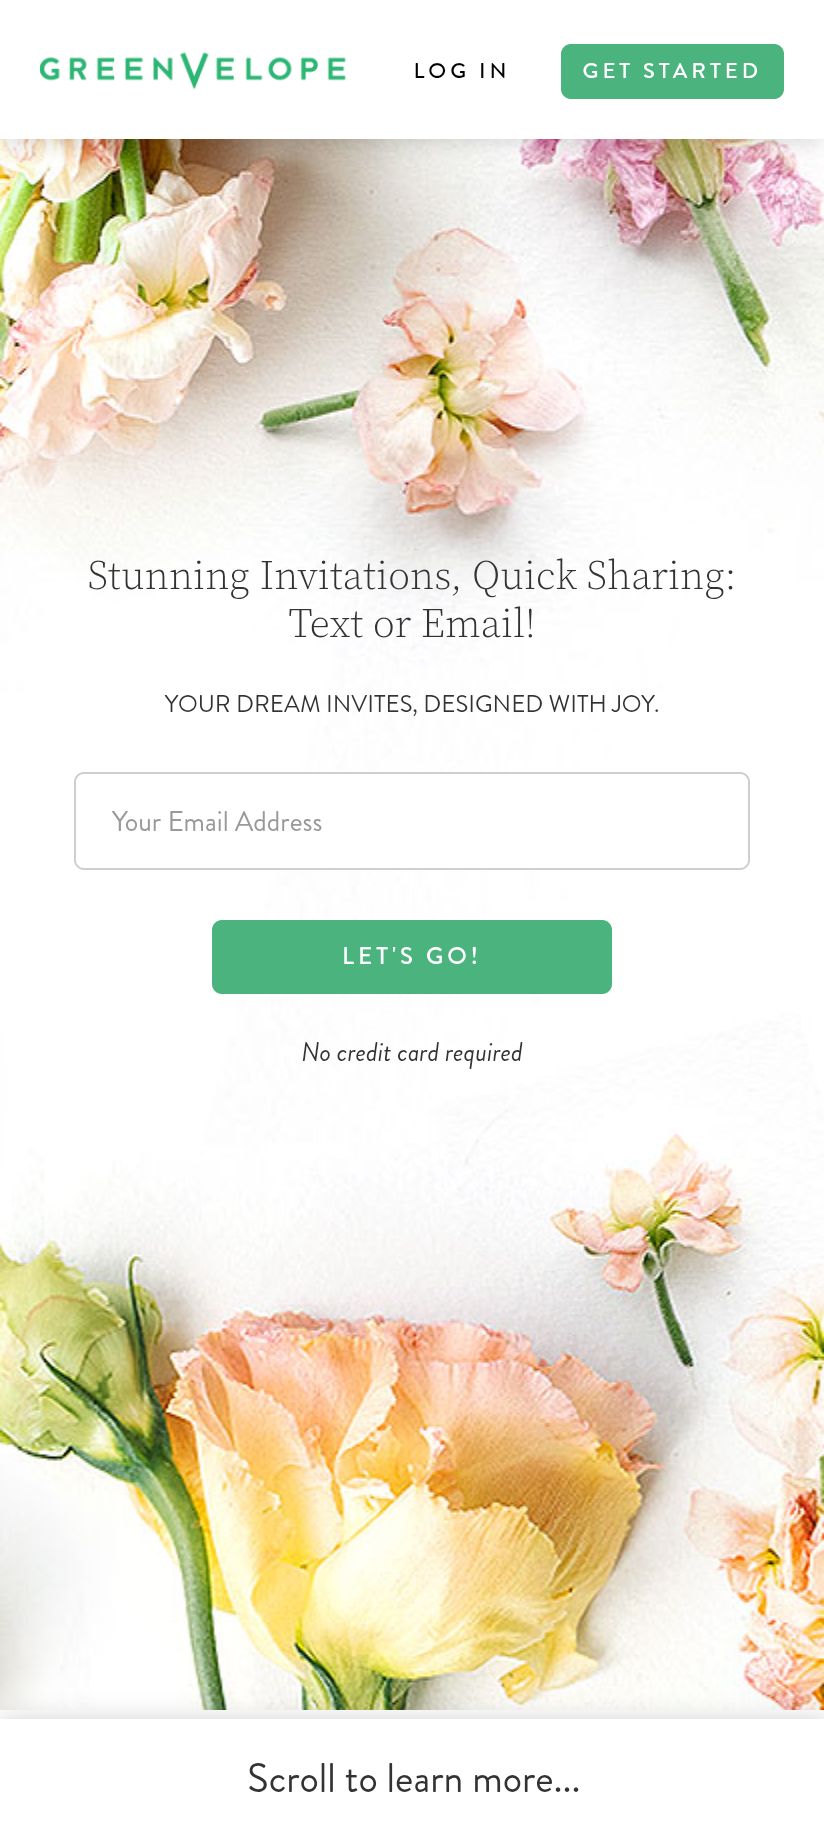 GREENVELOPE
LOG IN
GET STARTED
Stunning Invitations, Quick Sharing:
Text or Email!
YOUR DREAM INVITES, DESIGNED WITH JOY.
Your Email Address
LET'S GO!
No credit card required
Scroll to learn more...